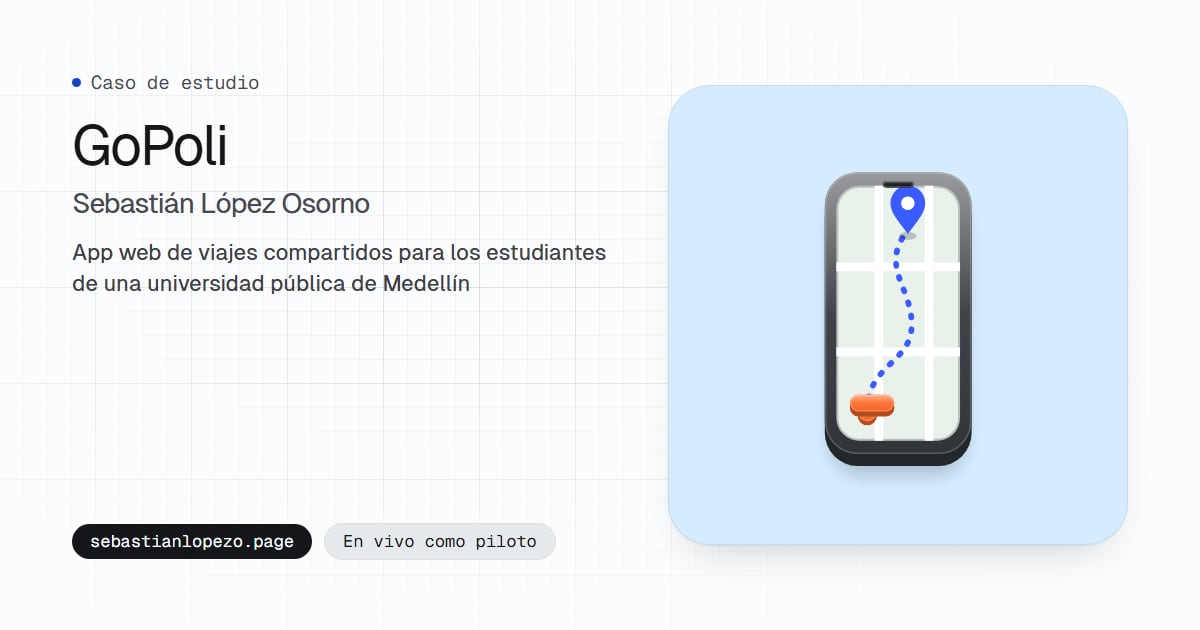 Caso de estudio
GoPoli
Sebastián López Osorno
App web de viajes compartidos para los estudiantes
de una universidad pública de Medellín
sebastianlopezo.page
En vivo como piloto